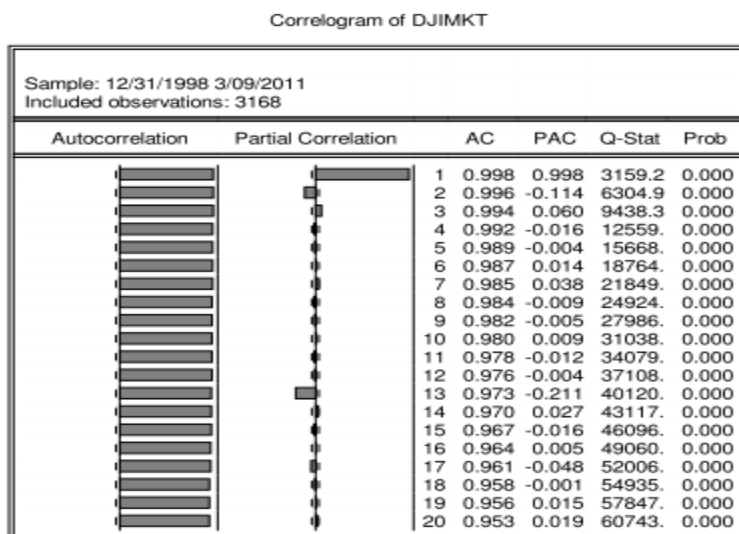 Correlogram of DJIMKT
Sample: 12/31/1998 3/09/2011
Included observations: 3168
Autocorrelation Partial Correlation AC PAC Q-Stat Prob
1 0.998 0.998 3159.2 0.000
2 0.996 -0.114 6304.9 0.000
3 0.994 0.060 9438.3 0.000
4 0.992 -0.016 12559. 0.000
5 0.989 -0.004 15668. 0.000
6 0.987 0.014 18764. 0.000
7 0.985 0.038 21849. 0.000
8 0.984 -0.009 24924. 0.000
9 0.982 -0.005 27986. 0.000
10 0.980 0.009 31038. 0.000
11 0.978 -0.012 34079. 0.000
12 0.976 -0.004 37108. 0.000
13 0.973 -0.211 40120. 0.000
14 0.970 0.027 43117. 0.000
15 0.967 -0.016 46096. 0.000
16 0.964 0.005 49060. 0.000
17 0.961 -0.048 52006. 0.000
18 0.958 -0.001 54935. 0.000
19 0.956 0.015 57847. 0.000
20 0.953 0.019 60743. 0.000